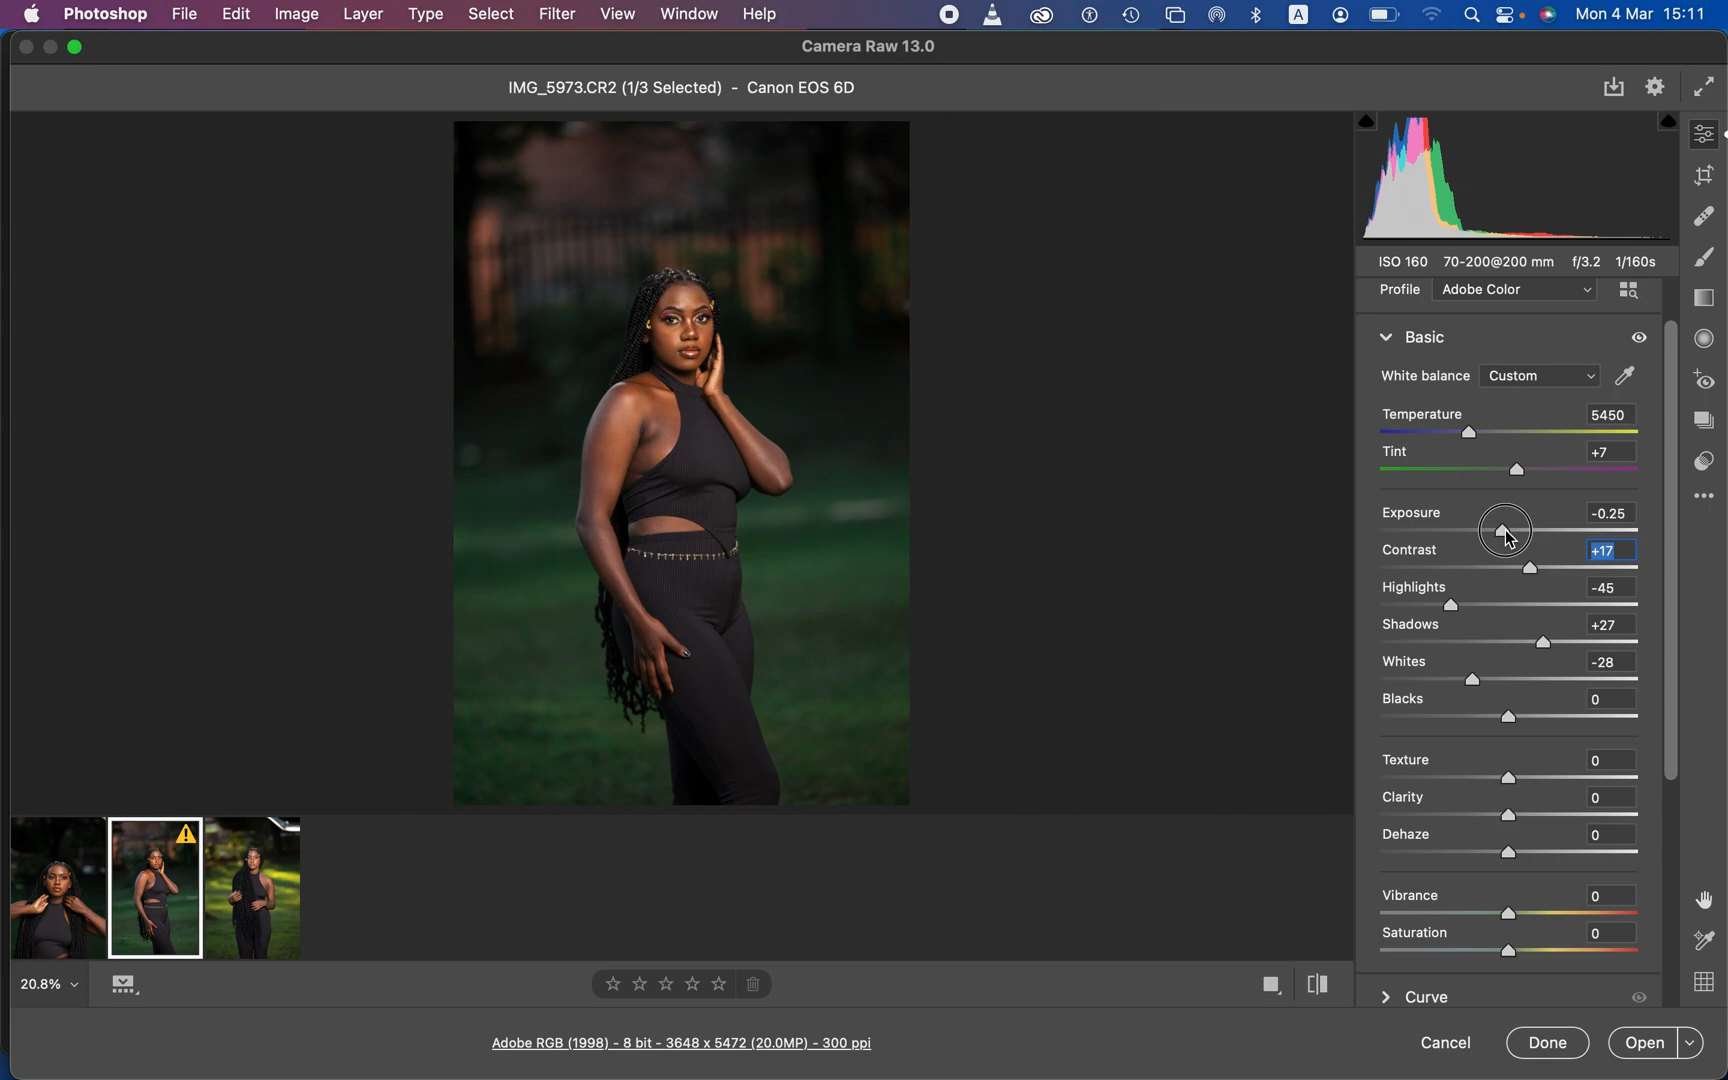 Photoshop File Edit Image Layer Type Select Filter View Window Help A Mon 4 Mar 15:11
Camera Raw 13.0
IMG_5973.CR2 (1/3 Selected) - Canon EOS 6D
ISO 160 70-200@200 mm f/3.2 1/160s
Profile Adobe Color
Basic
White balance Custom
Temperature 5450
Tint +7
Exposure -0.25
Contrast +17
Highlights -45
Shadows +27
Whites -28
Blacks 0
Texture 0
Clarity 0
Dehaze 0
Vibrance 0
Saturation 0
20.8%
Curve
Adobe RGB (1998) - 8 bit - 3648 x 5472 (20.0MP) - 300 ppi
Cancel Done Open